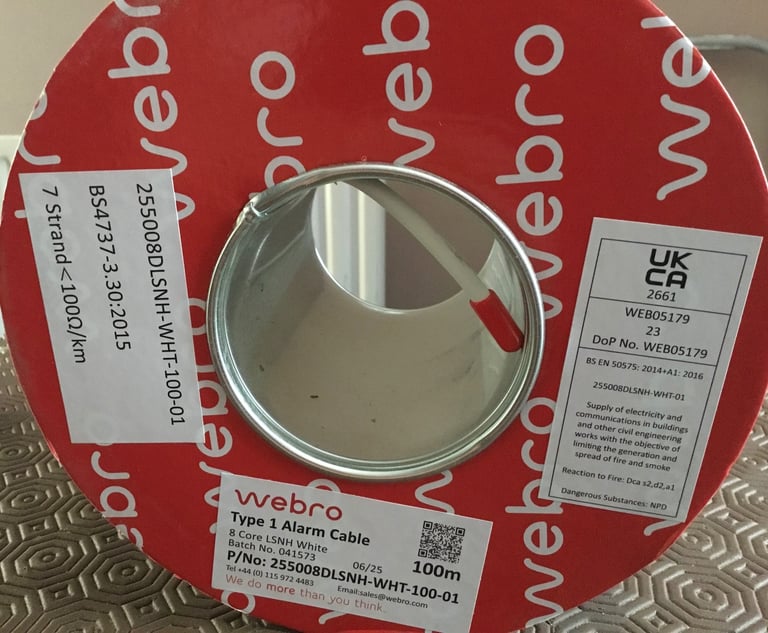 webro
webro
webro
webro
webro
255008DLSNH-WHT-100-01
BS4737-3.30:2015
7 Strand<100Ω/km
UK
CA
2661
WEB05179
23
DoP No. WEB05179
BS EN 50575: 2014+A1: 2016
255008DLSNH-WHT-01
Supply of electricity and
communications in buildings
and other civil engineering
works with the objective of
limiting the generation and
spread of fire and smoke
Reaction to Fire: Dca s2,d2,a1
Dangerous Substances: NPD
webro
Type 1 Alarm Cable
8 Core LSNH White
Batch No. 041573 06/25
100m
P/No: 255008DLSNH-WHT-100-01
Tel +44 (0) 115 972 4483 Email:sales@webro.com
We do more than you think.